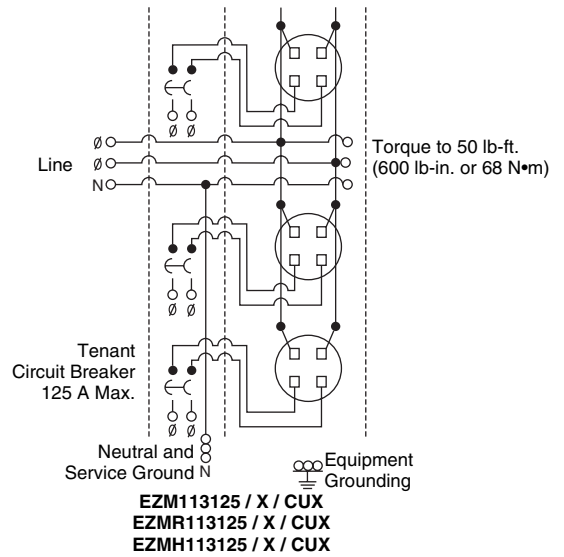 Ø Ø
Ø
Line Ø
N
Torque to 50 lb-ft.
(600 lb-in. or 68 N•m)
Ø Ø
Tenant
Circuit Breaker
125 A Max.
Ø Ø
Neutral and
Service Ground N
Equipment
Grounding
EZM113125 / X / CUX
EZMR113125 / X / CUX
EZMH113125 / X / CUX